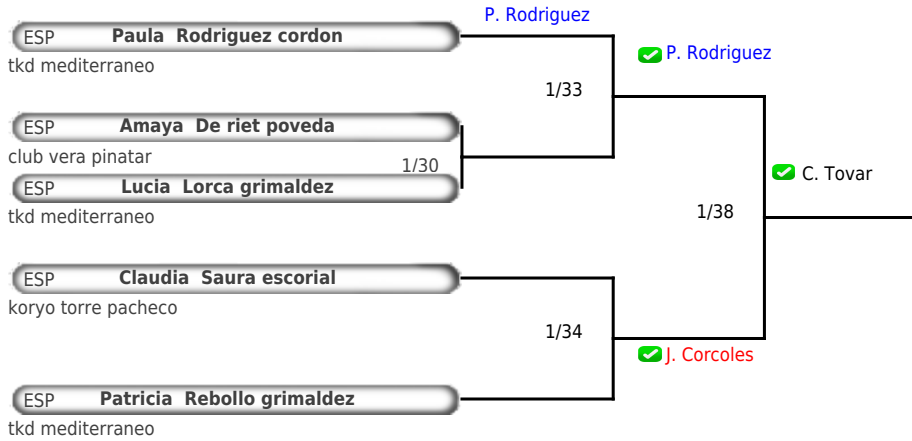 P. Rodriguez
ESP Paula Rodriguez cordon
tkd mediterraneo
P. Rodriguez
1/33
ESP Amaya De riet poveda
club vera pinatar
1/30
C. Tovar
ESP Lucia Lorca grimaldez
tkd mediterraneo
1/38
ESP Claudia Saura escorial
koryo torre pacheco
1/34
J. Corcoles
ESP Patricia Rebollo grimaldez
tkd mediterraneo